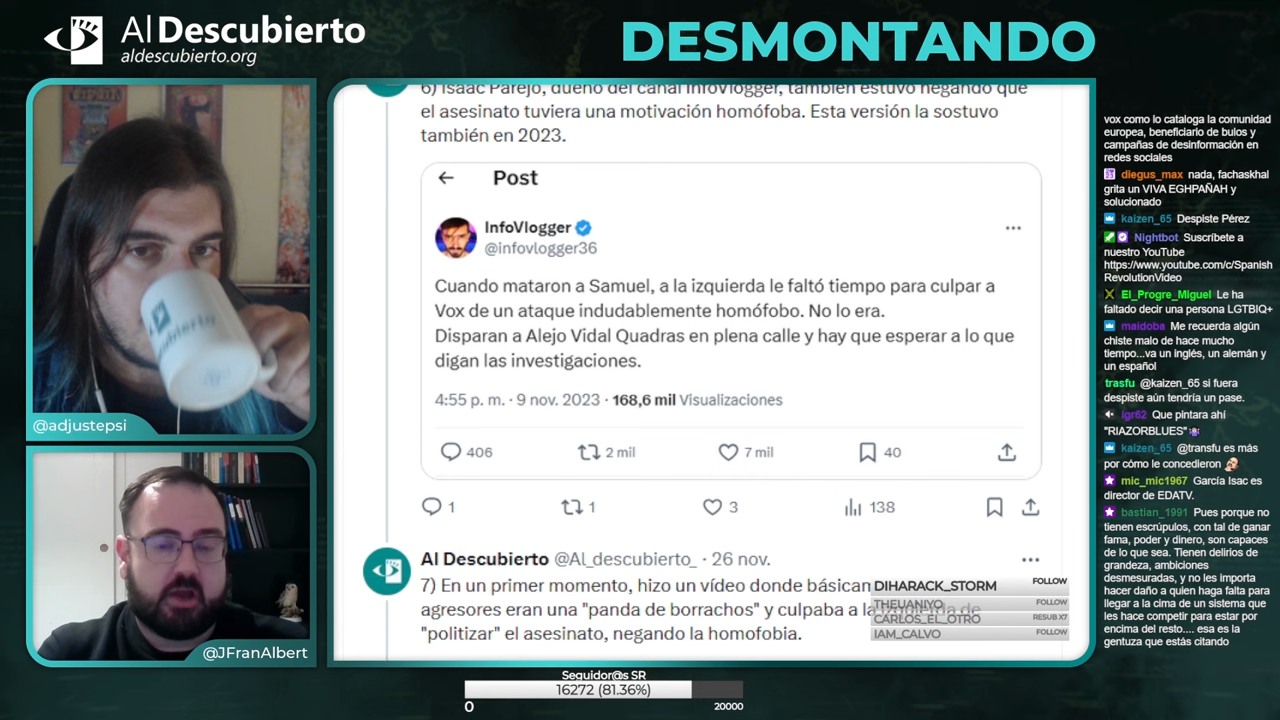 Al Descubierto
aldescubierto.org
DESMONTANDO
@adjustepsi
@JFranAlbert
6) Isaac Parejo, dueño del canal InfoVlogger, también estuvo negando que
el asesinato tuviera una motivación homófoba. Esta versión la sostuvo
también en 2023.
Post
InfoVlogger
@infovlogger36
Cuando mataron a Samuel, a la izquierda le faltó tiempo para culpar a
Vox de un ataque indudablemente homófobo. No lo era.
Disparan a Alejo Vidal Quadras en plena calle y hay que esperar a lo que
digan las investigaciones.
4:55 p. m. · 9 nov. 2023 · 168,6 mil Visualizaciones
406 2 mil 7 mil 40
1 1 3 138
Al Descubierto @Al_descubierto_ · 26 nov.
7) En un primer momento, hizo un vídeo donde básicam
agresores eran una "panda de borrachos" y culpaba a la izquierda de
"politizar" el asesinato, negando la homofobia.
DIHARACK_STORM FOLLOW
THEUANIYO FOLLOW
CARLOS_EL_OTRO RESUB X7
IAM_CALVO FOLLOW
vox como lo cataloga la comunidad
europea, beneficiario de bulos y
campañas de desinformación en
redes sociales
diegus_max nada, fachaskhal
grita un VIVA EGHPAÑAH y
solucionado
kaizen_65 Despiste Pérez
Nightbot Suscríbete a
nuestro YouTube
https://www.youtube.com/c/Spanish
RevolutionVideo
El_Progre_Miguel Le ha
faltado decir una persona LGTBIQ+
maidoba Me recuerda algún
chiste malo de hace mucho
tiempo...va un inglés, un alemán y
un español
trasfu @kaizen_65 si fuera
despiste aún tendría un pase.
igr62 Que pintara ahí
"RIAZORBLUES"
kaizen_65 @transfu es más
por cómo le concedieron
mic_mic1967 García Isac es
director de EDATV.
bastian_1991 Pues porque no
tienen escrúpulos, con tal de ganar
fama, poder y dinero, son capaces
de lo que sea. Tienen delirios de
grandeza, ambiciones
desmesuradas, y no les importa
hacer daño a quien haga falta para
llegar a la cima de un sistema que
les hace competir para estar por
encima del resto.... esa es la
gentuza que estás citando
Seguidor@s SR
16272 (81.36%)
0 20000